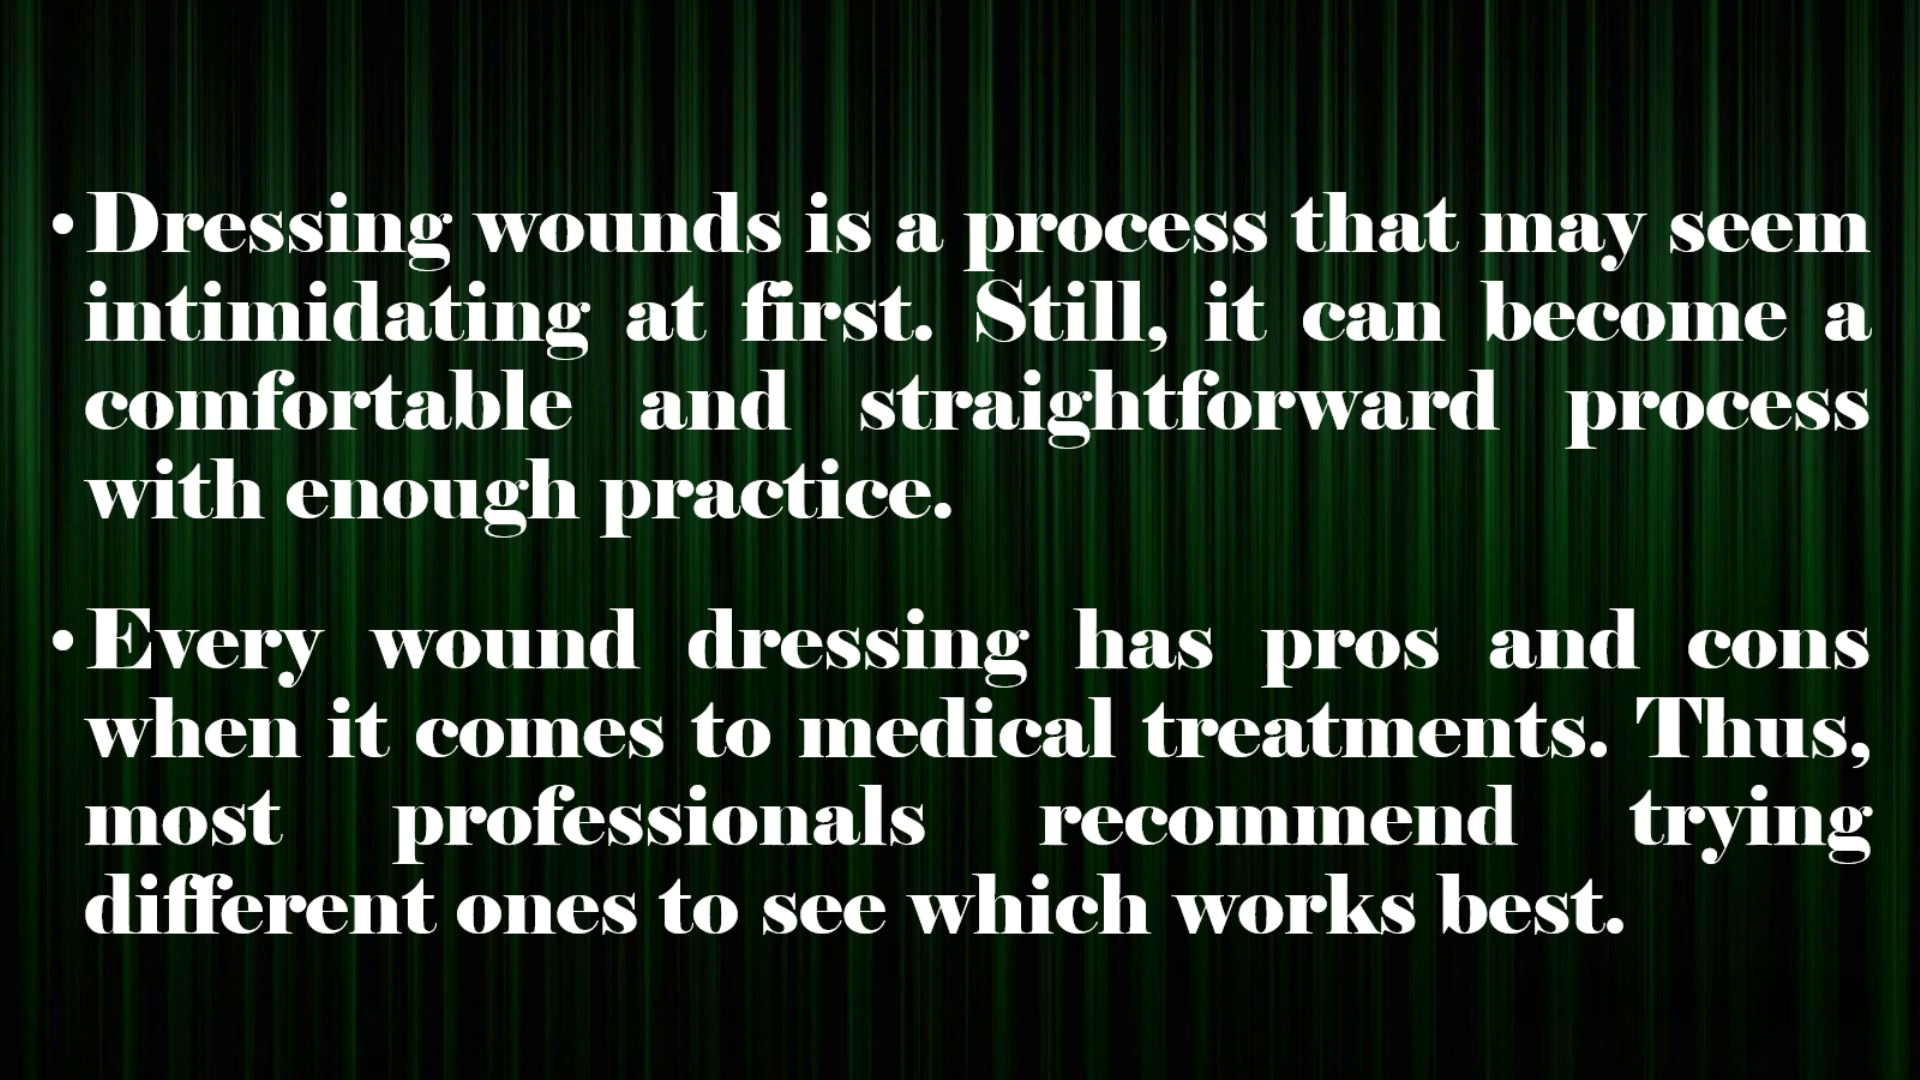 • Dressing wounds is a process that may seem
intimidating at first. Still, it can become a
comfortable and straightforward process
with enough practice.
• Every wound dressing has pros and cons
when it comes to medical treatments. Thus,
most professionals recommend trying
different ones to see which works best.